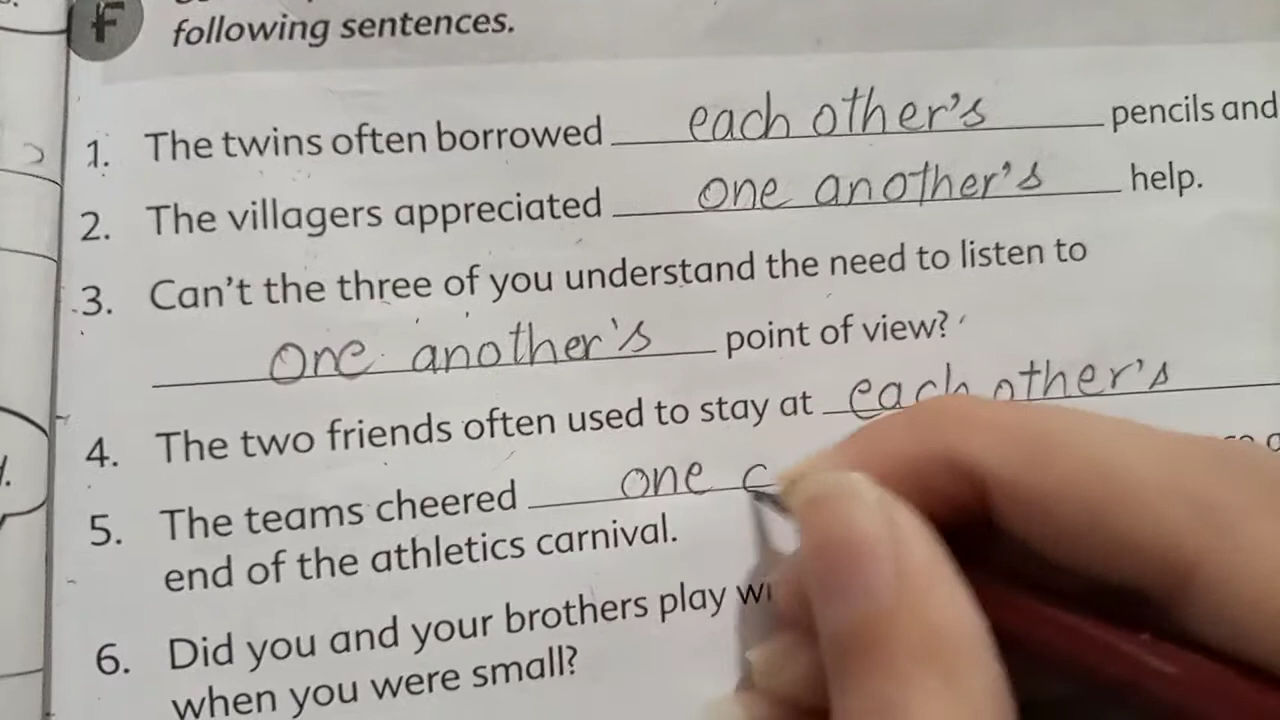 F
following sentences.
1. The twins often borrowed each other's pencils and
2. The villagers appreciated one another's help.
3. Can't the three of you understand the need to listen to
one another's point of view?
4. The two friends often used to stay at each other's
5. The teams cheered one
end of the athletics carnival.
6. Did you and your brothers play
when you were small?